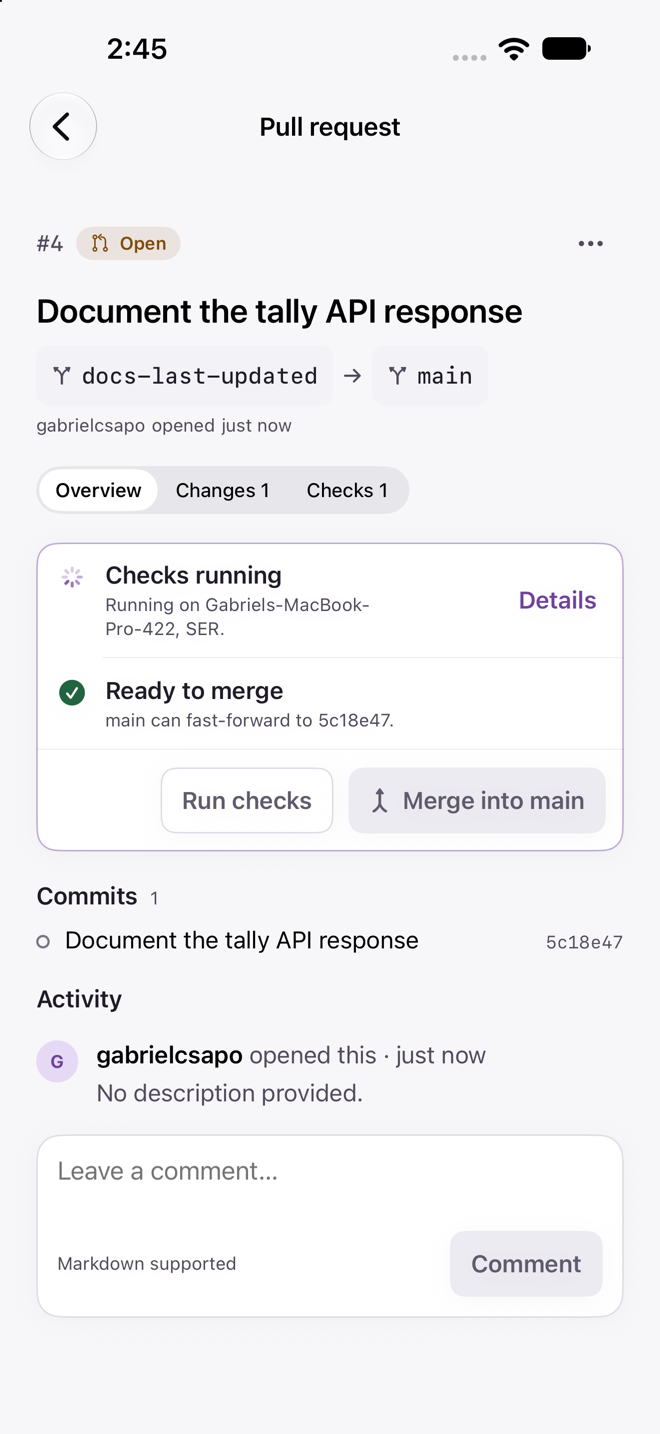 2:45
Pull request
#4 Open
Document the tally API response
docs-last-updated → main
gabrielcsapo opened just now
Overview Changes 1 Checks 1
Checks running
Running on Gabriels-MacBook-
Pro-422, SER.
Details
Ready to merge
main can fast-forward to 5c18e47.
Run checks Merge into main
Commits 1
Document the tally API response 5c18e47
Activity
G gabrielcsapo opened this · just now
No description provided.
Leave a comment...
Markdown supported Comment